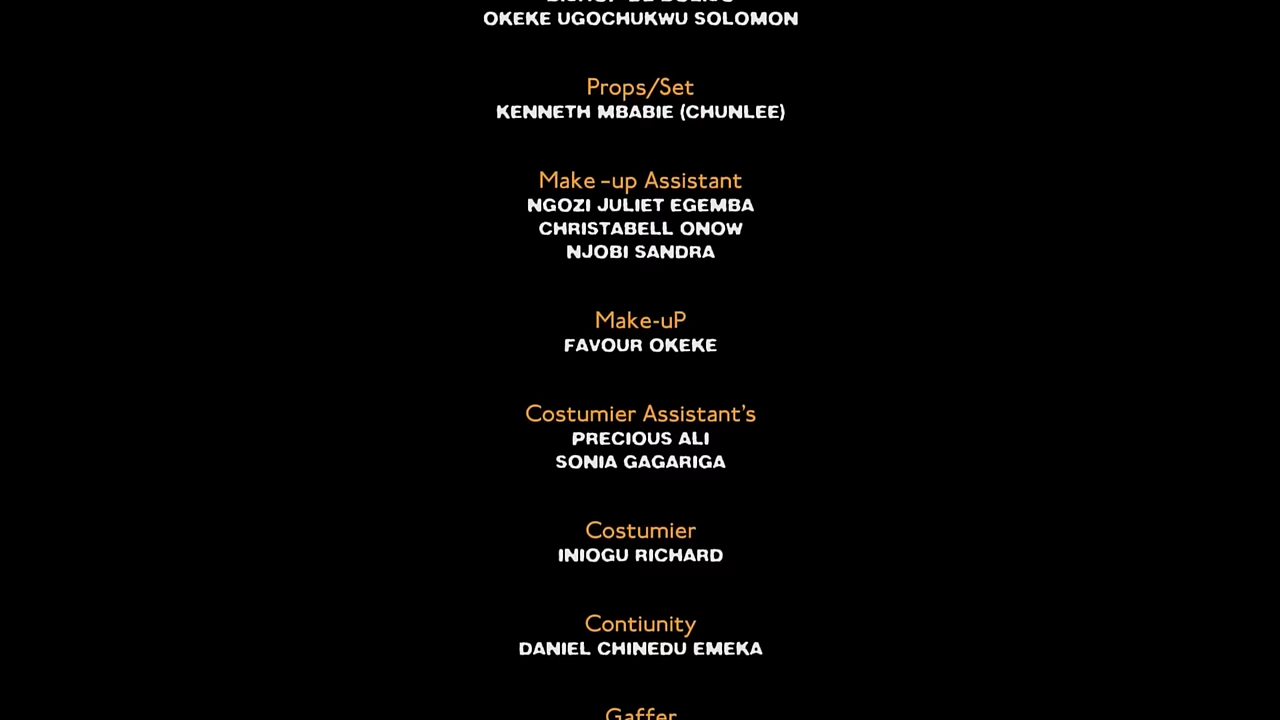 OKEKE UGOCHUKWU SOLOMON
Props/Set
KENNETH MBABIE (CHUNLEE)
Make-up Assistant
NGOZI JULIET EGEMBA
CHRISTABELL ONOW
NJOBI SANDRA
Make-uP
FAVOUR OKEKE
Costumier Assistant's
PRECIOUS ALI
SONIA GAGARIGA
Costumier
INIOGU RICHARD
Contiunity
DANIEL CHINEDU EMEKA
Gaffer